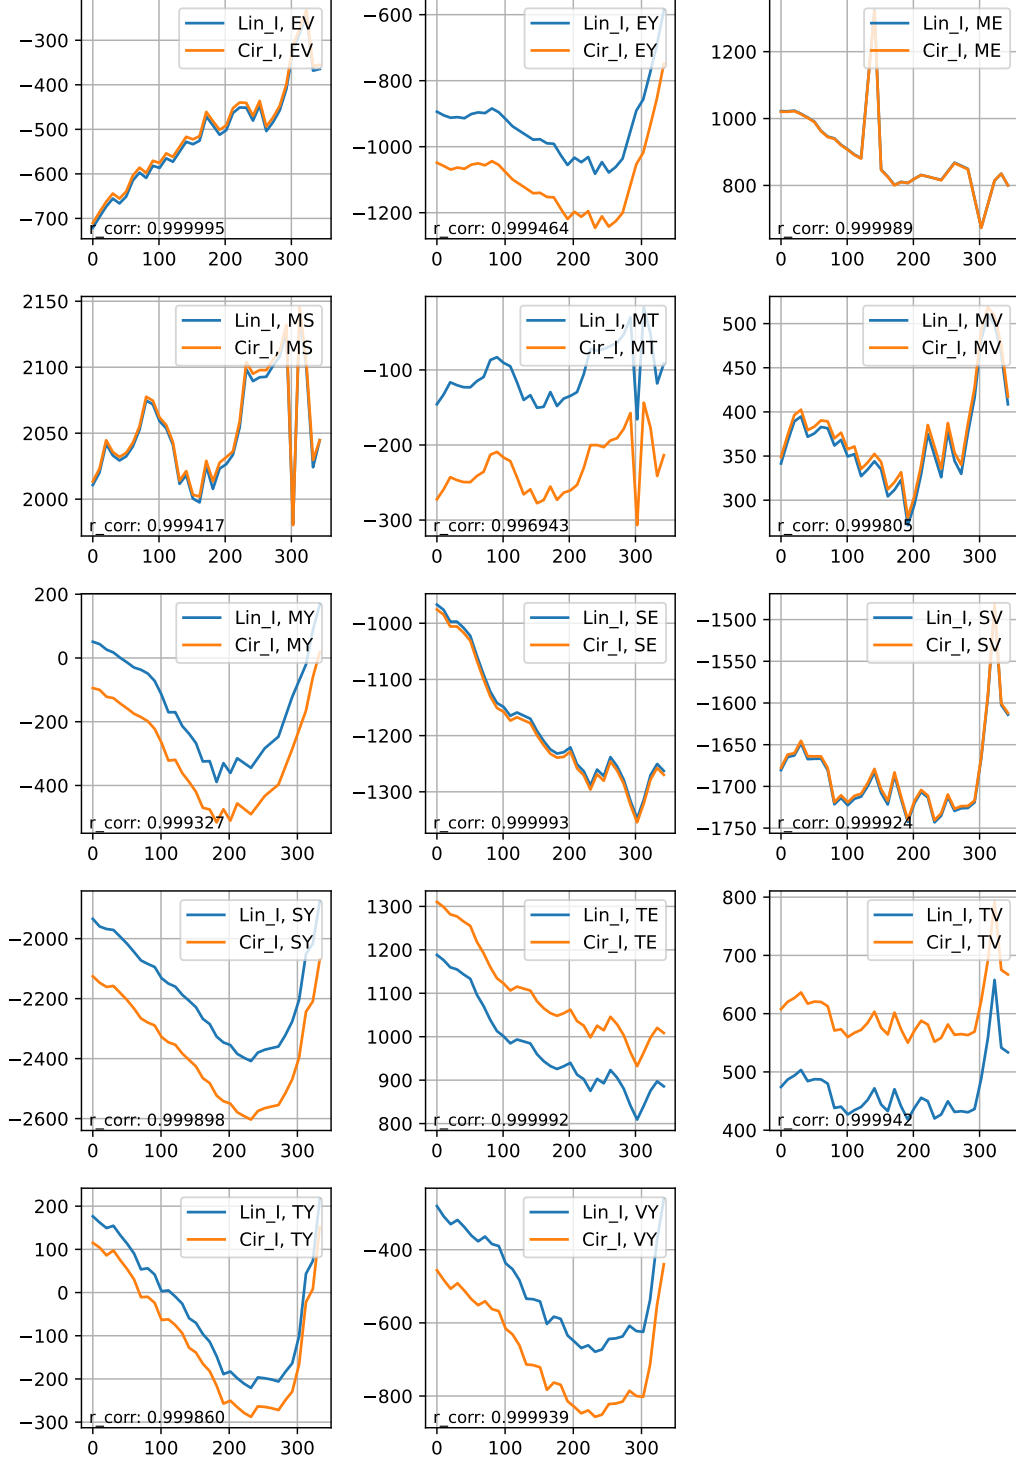 −300
−400
−500
−600
−700
Lin_I, EV
Cir_I, EV
r_corr: 0.999995
0 100 200 300
−600
−800
−1000
−1200
Lin_I, EY
Cir_I, EY
r_corr: 0.999464
0 100 200 300
1200
1000
800
Lin_I, ME
Cir_I, ME
r_corr: 0.999989
0 100 200 300
2150
2100
2050
2000
Lin_I, MS
Cir_I, MS
r_corr: 0.999417
0 100 200 300
−100
−200
−300
Lin_I, MT
Cir_I, MT
r_corr: 0.996943
0 100 200 300
500
450
400
350
300
Lin_I, MV
Cir_I, MV
r_corr: 0.999805
0 100 200 300
200
0
−200
−400
Lin_I, MY
Cir_I, MY
r_corr: 0.999327
0 100 200 300
−1000
−1100
−1200
−1300
Lin_I, SE
Cir_I, SE
r_corr: 0.999993
0 100 200 300
−1500
−1550
−1600
−1650
−1700
−1750
Lin_I, SV
Cir_I, SV
r_corr: 0.999924
0 100 200 300
−2000
−2200
−2400
−2600
Lin_I, SY
Cir_I, SY
r_corr: 0.999898
0 100 200 300
1300
1200
1100
1000
900
800
Lin_I, TE
Cir_I, TE
r_corr: 0.999992
0 100 200 300
800
700
600
500
400
Lin_I, TV
Cir_I, TV
r_corr: 0.999942
0 100 200 300
200
100
0
−100
−200
−300
Lin_I, TY
Cir_I, TY
r_corr: 0.999860
0 100 200 300
−400
−600
−800
Lin_I, VY
Cir_I, VY
r_corr: 0.999939
0 100 200 300